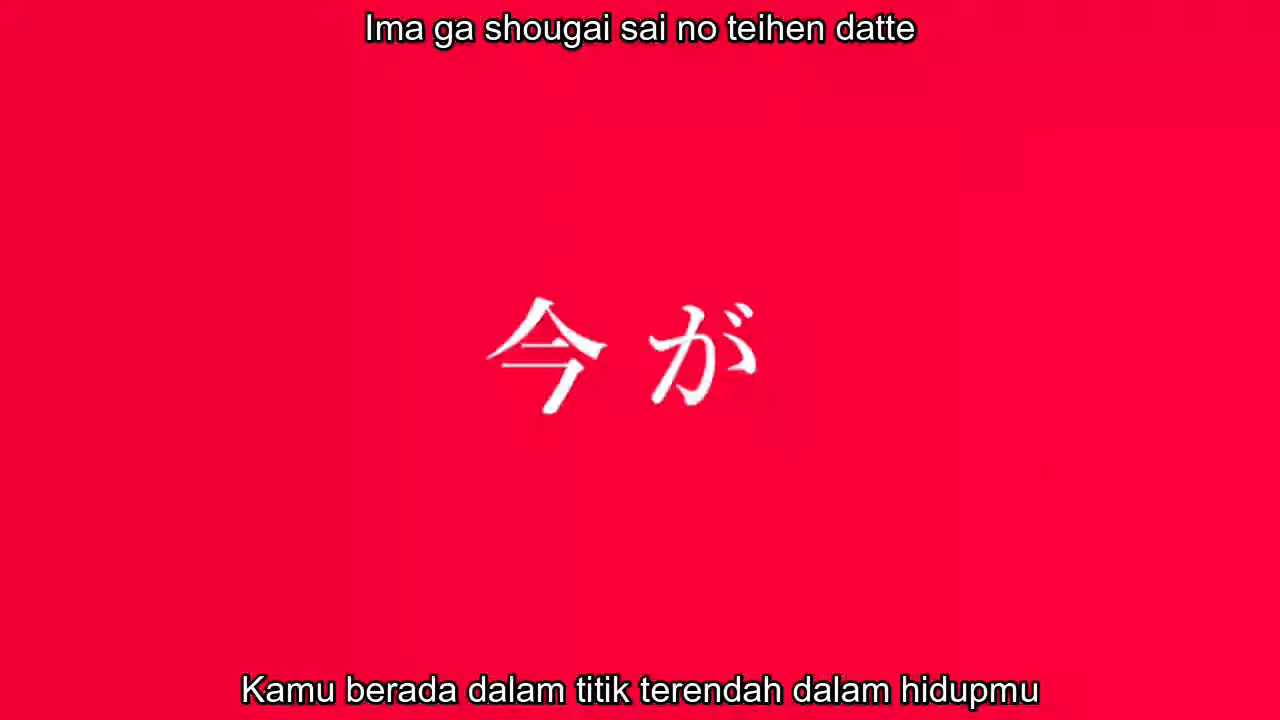 Ima ga shougai sai no teihen datte
今が
Kamu berada dalam titik terendah dalam hidupmu